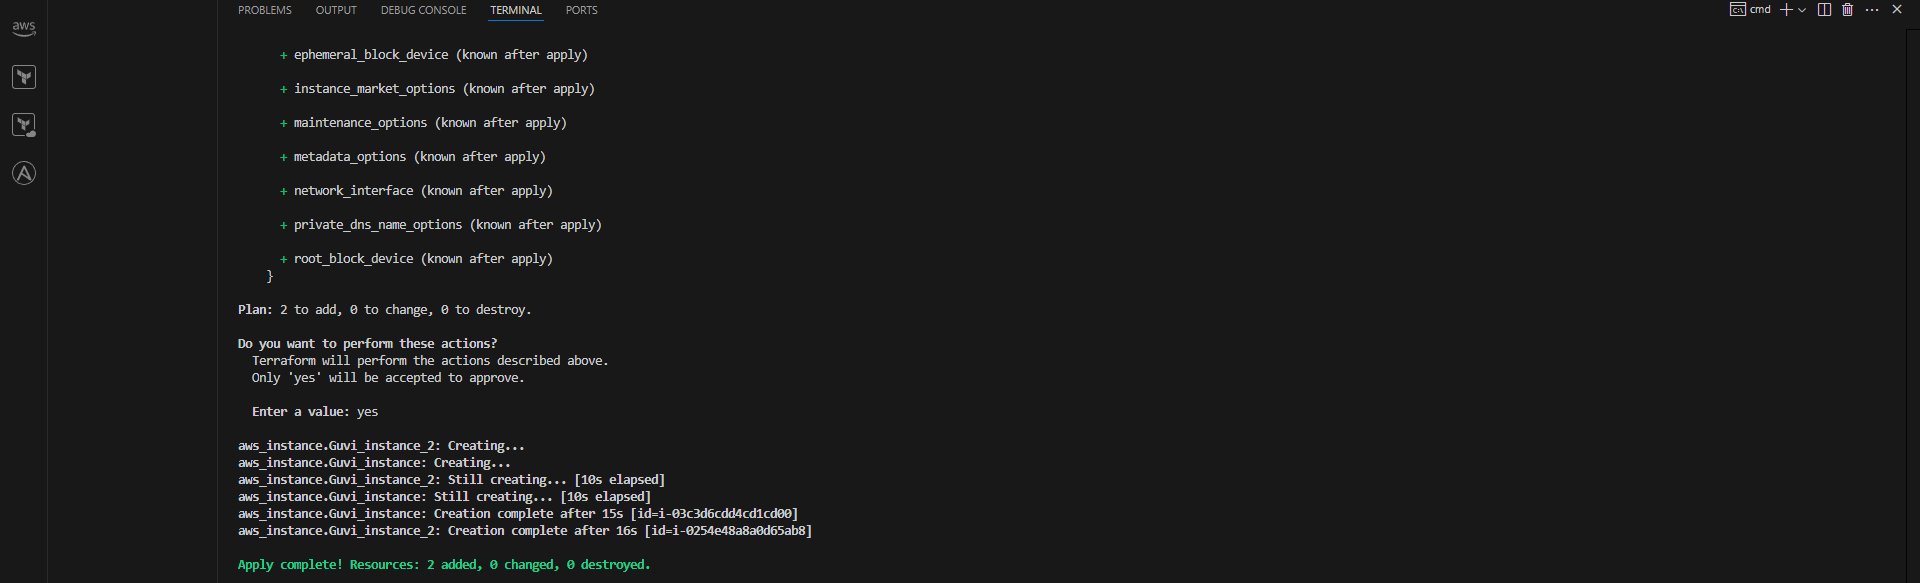 aws
PROBLEMS OUTPUT DEBUG CONSOLE TERMINAL PORTS cmd
+ ephemeral_block_device (known after apply)
+ instance_market_options (known after apply)
+ maintenance_options (known after apply)
+ metadata_options (known after apply)
+ network_interface (known after apply)
+ private_dns_name_options (known after apply)
+ root_block_device (known after apply)
}
Plan: 2 to add, 0 to change, 0 to destroy.
Do you want to perform these actions?
Terraform will perform the actions described above.
Only 'yes' will be accepted to approve.
Enter a value: yes
aws_instance.Guvi_instance_2: Creating...
aws_instance.Guvi_instance: Creating...
aws_instance.Guvi_instance_2: Still creating... [10s elapsed]
aws_instance.Guvi_instance: Still creating... [10s elapsed]
aws_instance.Guvi_instance: Creation complete after 15s [id=i-03c3d6cdd4cd1cd00]
aws_instance.Guvi_instance_2: Creation complete after 16s [id=i-0254e48a8a0d65ab8]
Apply complete! Resources: 2 added, 0 changed, 0 destroyed.